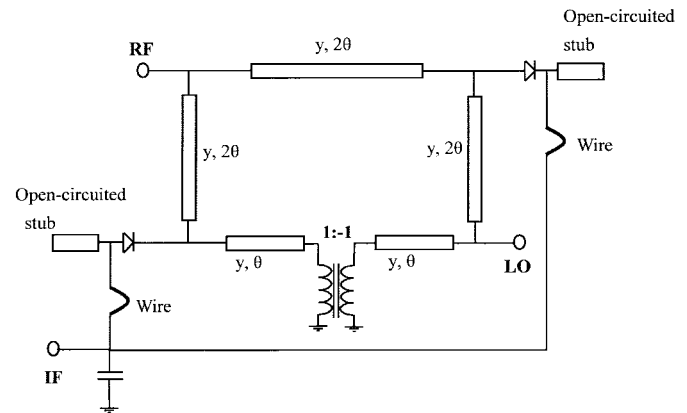 Open-circuited
stub
RF
y, 2θ
y, 2θ
y, 2θ
Wire
Open-circuited
stub
1:-1
y, θ
y, θ
LO
Wire
IF